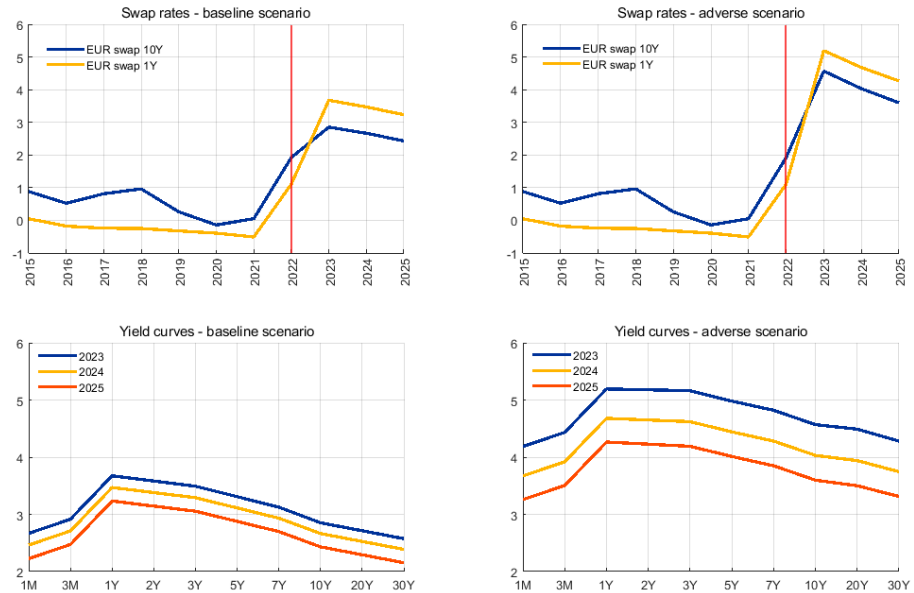 Swap rates - baseline scenario
6
5
4
3
2
1
0
-1
EUR swap 10Y
EUR swap 1Y
2015 2016 2017 2018 2019 2020 2021 2022 2023 2024 2025
Swap rates - adverse scenario
6
5
4
3
2
1
0
-1
EUR swap 10Y
EUR swap 1Y
2015 2016 2017 2018 2019 2020 2021 2022 2023 2024 2025
Yield curves - baseline scenario
6
5
4
3
2
2023
2024
2025
1M 3M 1Y 2Y 3Y 5Y 7Y 10Y 20Y 30Y
Yield curves - adverse scenario
6
5
4
3
2
2023
2024
2025
1M 3M 1Y 2Y 3Y 5Y 7Y 10Y 20Y 30Y